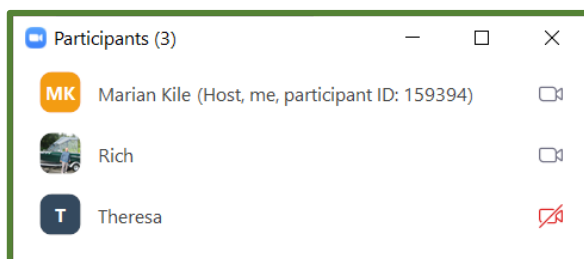 Participants (3)
MK Marian Kile (Host, me, participant ID: 159394)
Rich
T Theresa